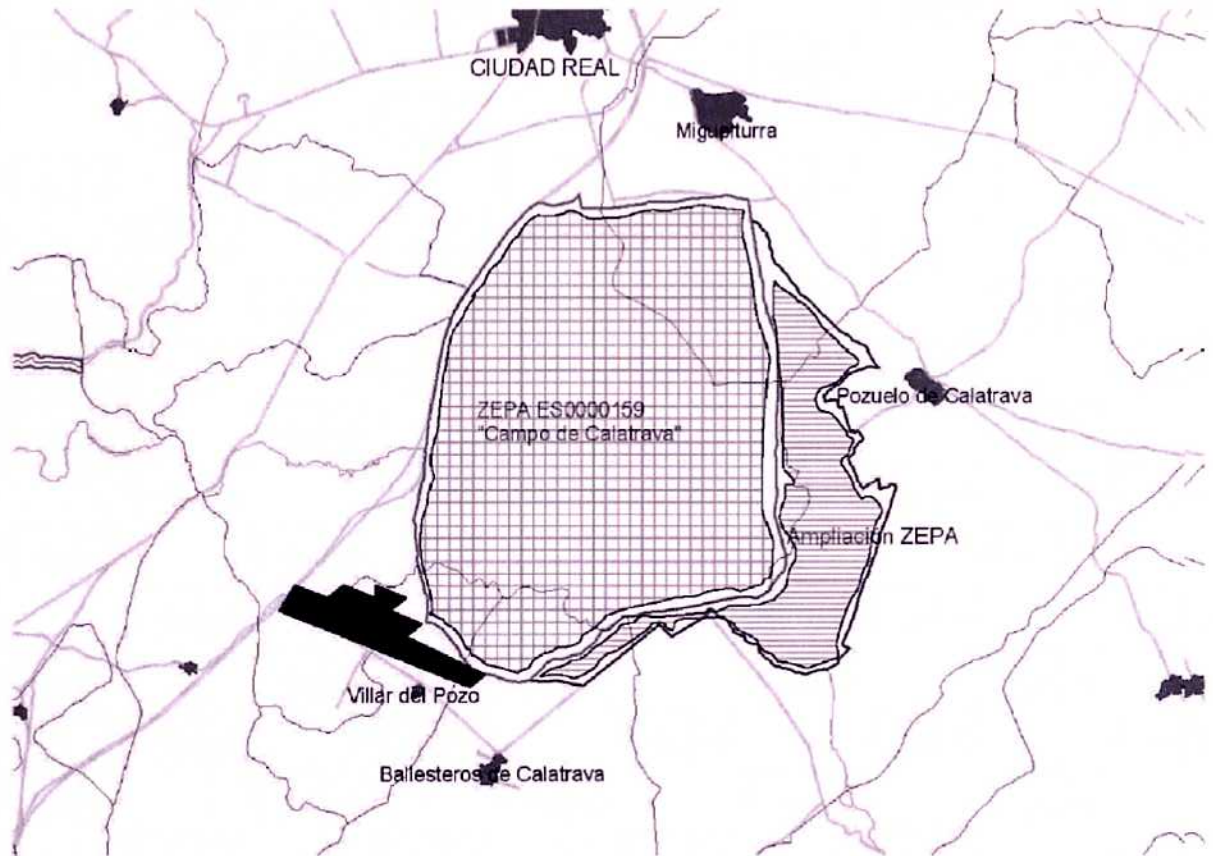 CIUDAD REAL
Miguelturra
ZEPA ES0000159
"Campo de Calatrava"
Pozuelo de Calatrava
Ampliación ZEPA
Villar del Pozo
Ballesteros de Calatrava